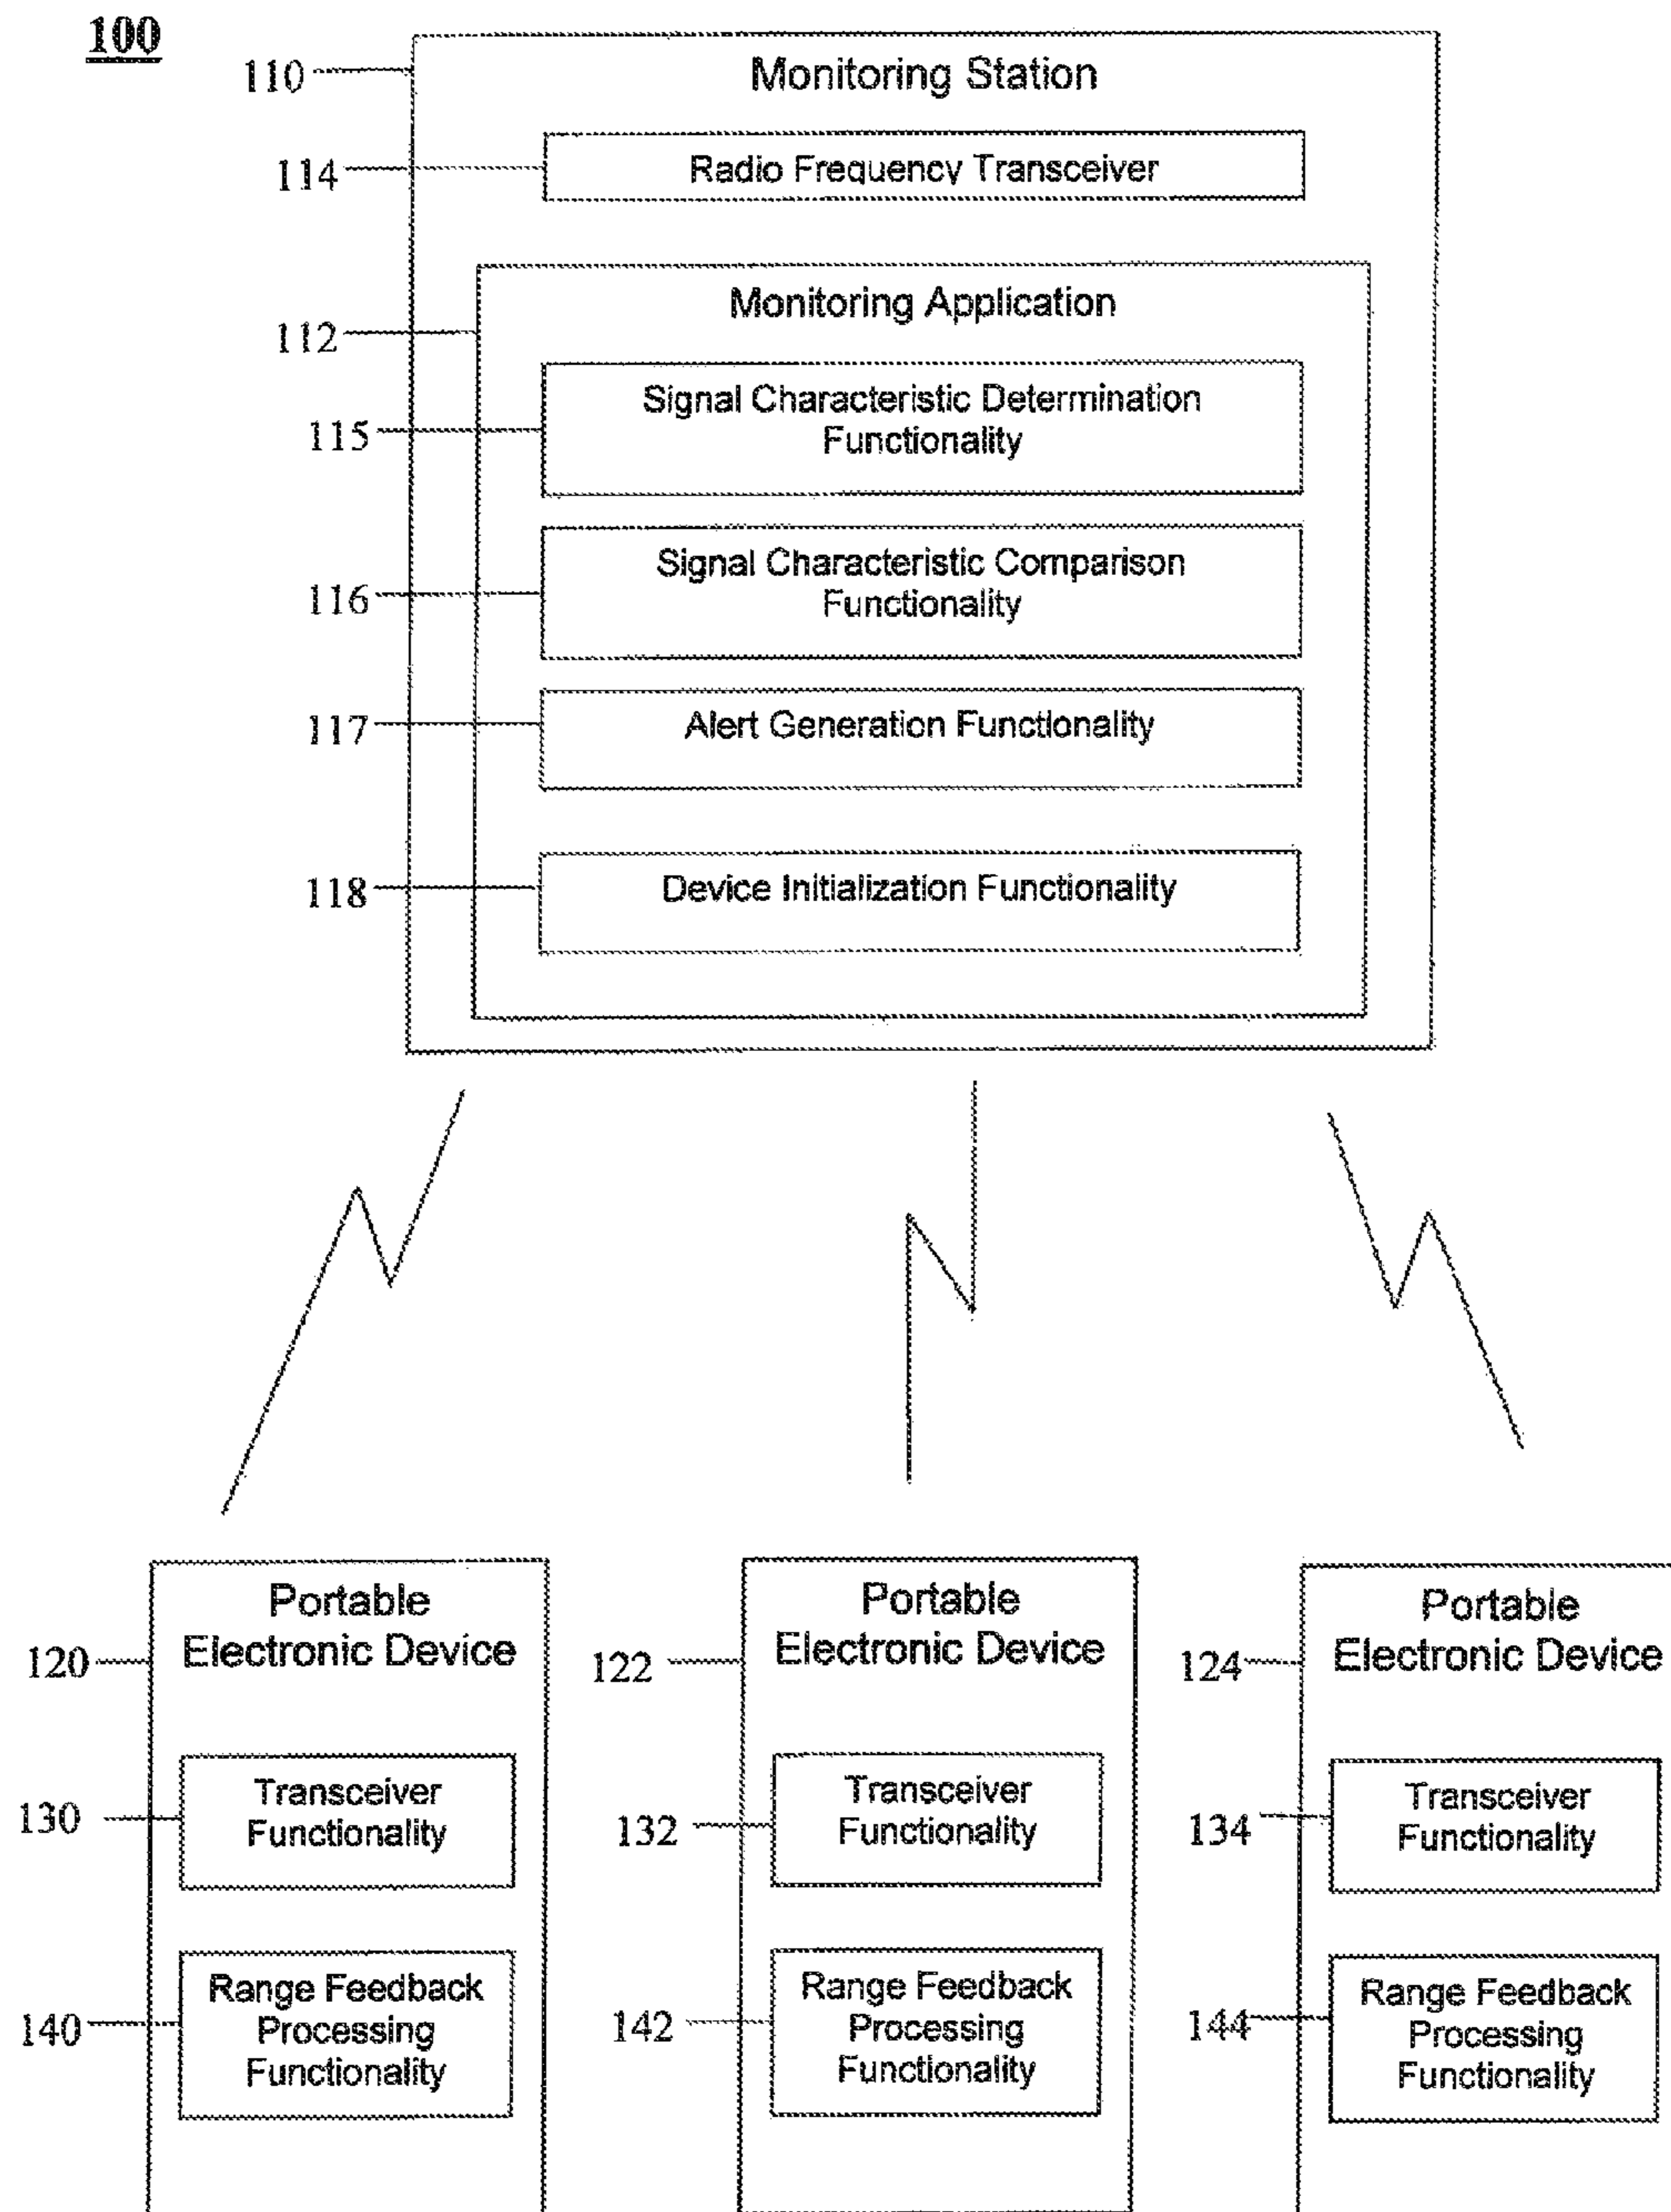 100
110
Monitoring Station
114
Radio Frequency Transceiver
Monitoring Application
112
Signal Characteristic Determination
Functionality
115
Signal Characteristic Comparison
Functionality
116
117
Alert Generation Functionality
118
Device Initialization Functionality
Portable
Electronic Device
120
Transceiver
Functionality
130
Range Feedback
Processing
Functionality
140
Portable
Electronic Device
122
Transceiver
Functionality
132
Range Feedback
Processing
Functionality
142
Portable
Electronic Device
124
Transceiver
Functionality
134
Range Feedback
Processing
Functionality
144